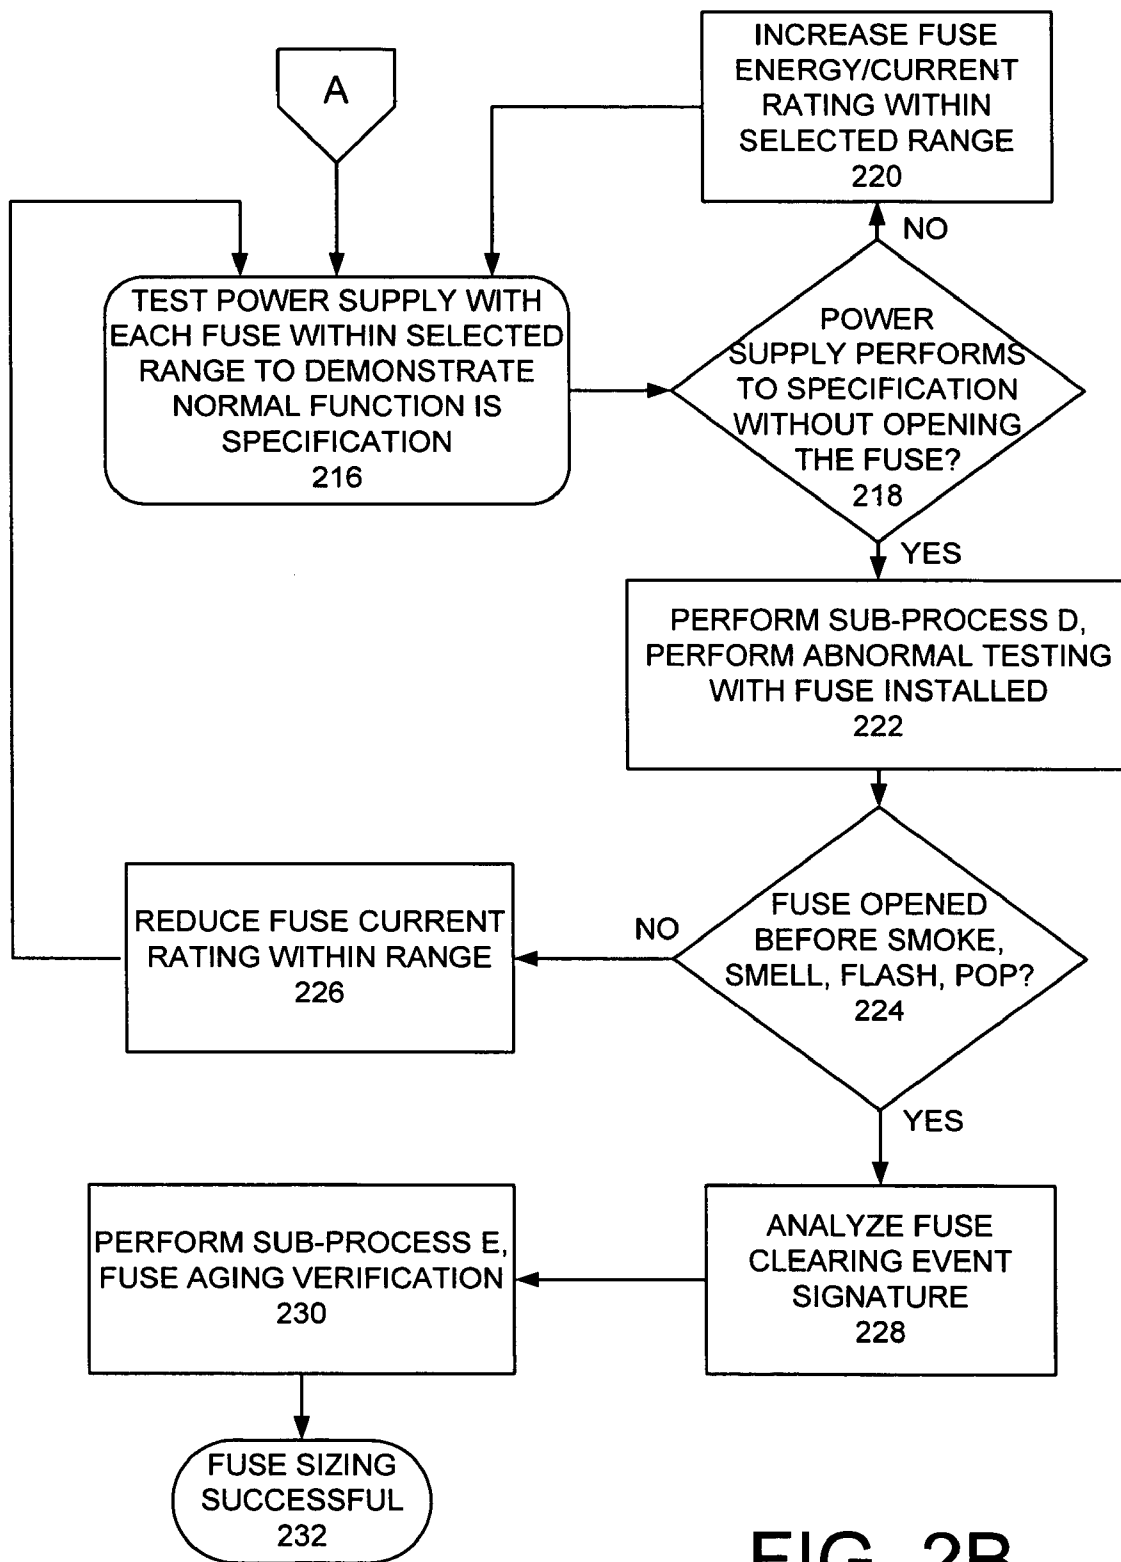 A
INCREASE FUSE
ENERGY/CURRENT
RATING WITHIN
SELECTED RANGE
220
NO
TEST POWER SUPPLY WITH
EACH FUSE WITHIN SELECTED
RANGE TO DEMONSTRATE
NORMAL FUNCTION IS
SPECIFICATION
216
POWER
SUPPLY PERFORMS
TO SPECIFICATION
WITHOUT OPENING
THE FUSE?
218
YES
PERFORM SUB-PROCESS D,
PERFORM ABNORMAL TESTING
WITH FUSE INSTALLED
222
FUSE OPENED
BEFORE SMOKE,
SMELL, FLASH, POP?
224
NO
REDUCE FUSE CURRENT
RATING WITHIN RANGE
226
YES
ANALYZE FUSE
CLEARING EVENT
SIGNATURE
228
PERFORM SUB-PROCESS E,
FUSE AGING VERIFICATION
230
FUSE SIZING
SUCCESSFUL
232
FIG. 2B